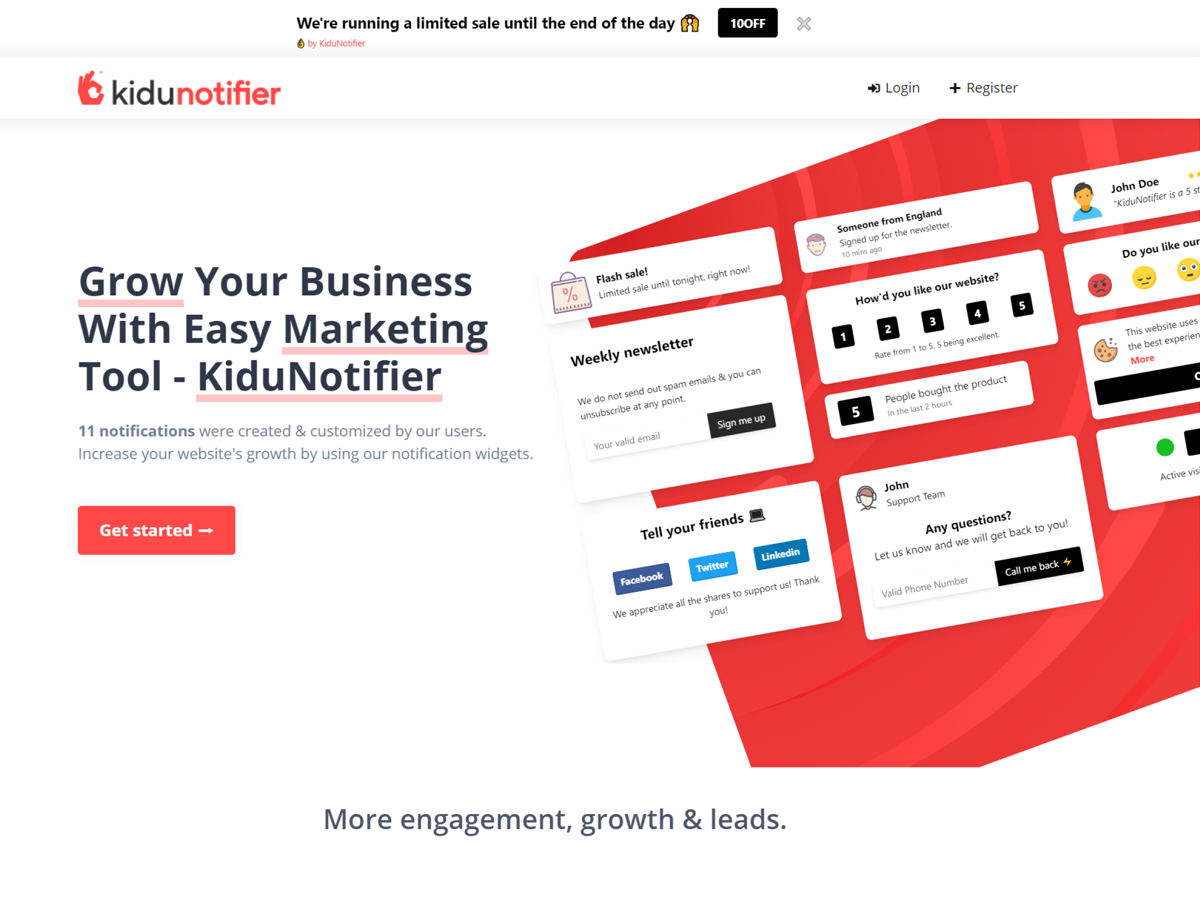 We're running a limited sale until the end of the day 🙌
10OFF
👌 by KiduNotifier
kidunotifier
Login
Register
Grow Your Business
With Easy Marketing
Tool - KiduNotifier
11 notifications were created & customized by our users.
Increase your website's growth by using our notification widgets.
Get started →
Flash sale!
Limited sale until tonight, right now!
Weekly newsletter
We do not send out spam emails & you can
unsubscribe at any point.
Your valid email
Sign me up
Tell your friends 💻
Facebook
Twitter
Linkedin
We appreciate all the shares to support us! Thank
you!
Someone from England
Signed up for the newsletter.
10 mins ago
How'd you like our website?
1 2 3 4 5
Rate from 1 to 5. 5 being excellent.
5
People bought the product
In the last 2 hours
John
Support Team
Any questions?
Let us know and we will get back to you!
Valid Phone Number
Call me back ⚡
John Doe
"KiduNotifier is a 5 st
Do you like our
This website uses
the best experien
More
Active visi
More engagement, growth & leads.